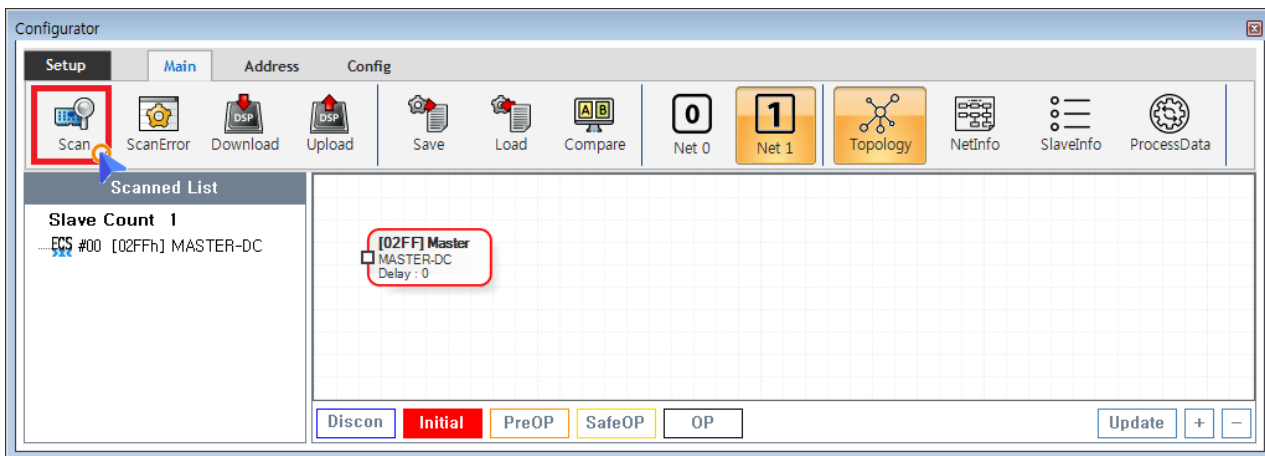 Configurator
Setup Main Address Config
DSP DSP A B 0 1
Scan ScanError Download Upload Save Load Compare Net 0 Net 1 Topology NetInfo SlaveInfo ProcessData
Scanned List
Slave Count 1
ECS #00 [02FFh] MASTER-DC
[02FF] Master
MASTER-DC
Delay : 0
Discon Initial PreOP SafeOP OP Update + −